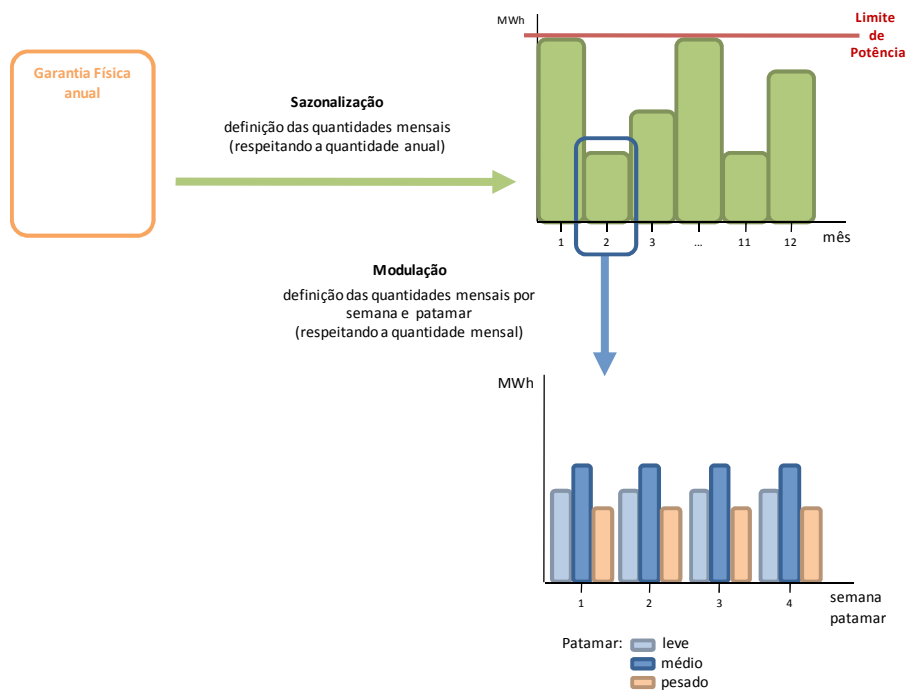 MWh
Limite
de
Potência
Garantia Física
anual
Sazonalização
definição das quantidades mensais
(respeitando a quantidade anual)
1 2 3 ... 11 12 mês
Modulação
definição das quantidades mensais por
semana e patamar
(respeitando a quantidade mensal)
MWh
1 2 3 4 semana
patamar
Patamar: leve
médio
pesado